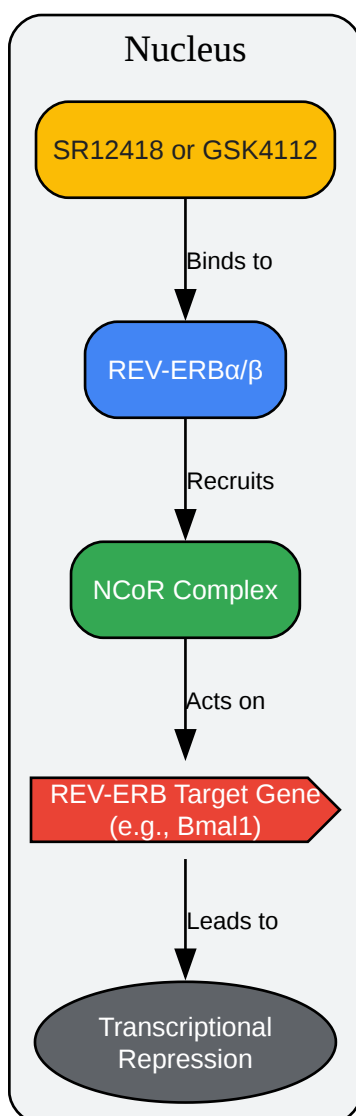 Nucleus
SR12418 or GSK4112
Binds to
REV-ERBα/β
Recruits
NCoR Complex
Acts on
REV-ERB Target Gene
(e.g., Bmal1)
Leads to
Transcriptional
Repression